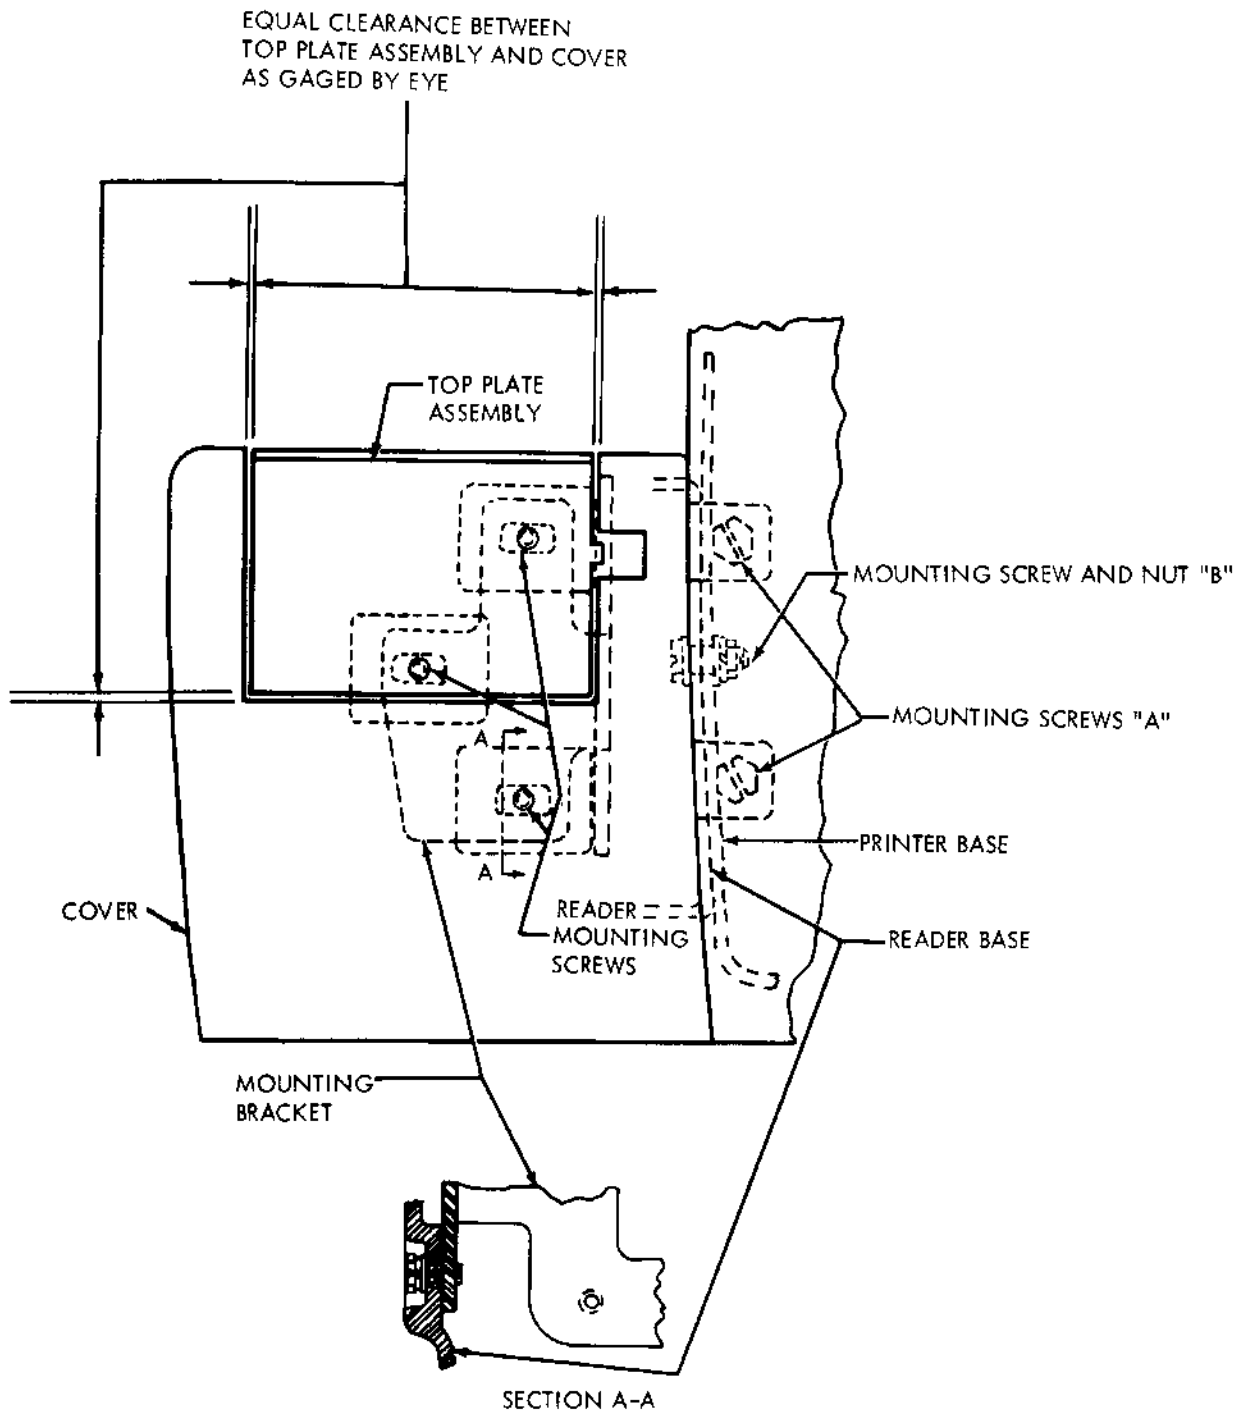 EQUAL CLEARANCE BETWEEN
TOP PLATE ASSEMBLY AND COVER
AS GAGED BY EYE
TOP PLATE
ASSEMBLY
MOUNTING SCREW AND NUT "B"
MOUNTING SCREWS "A"
A
A
PRINTER BASE
COVER
READER
MOUNTING
SCREWS
READER BASE
MOUNTING
BRACKET
SECTION A-A